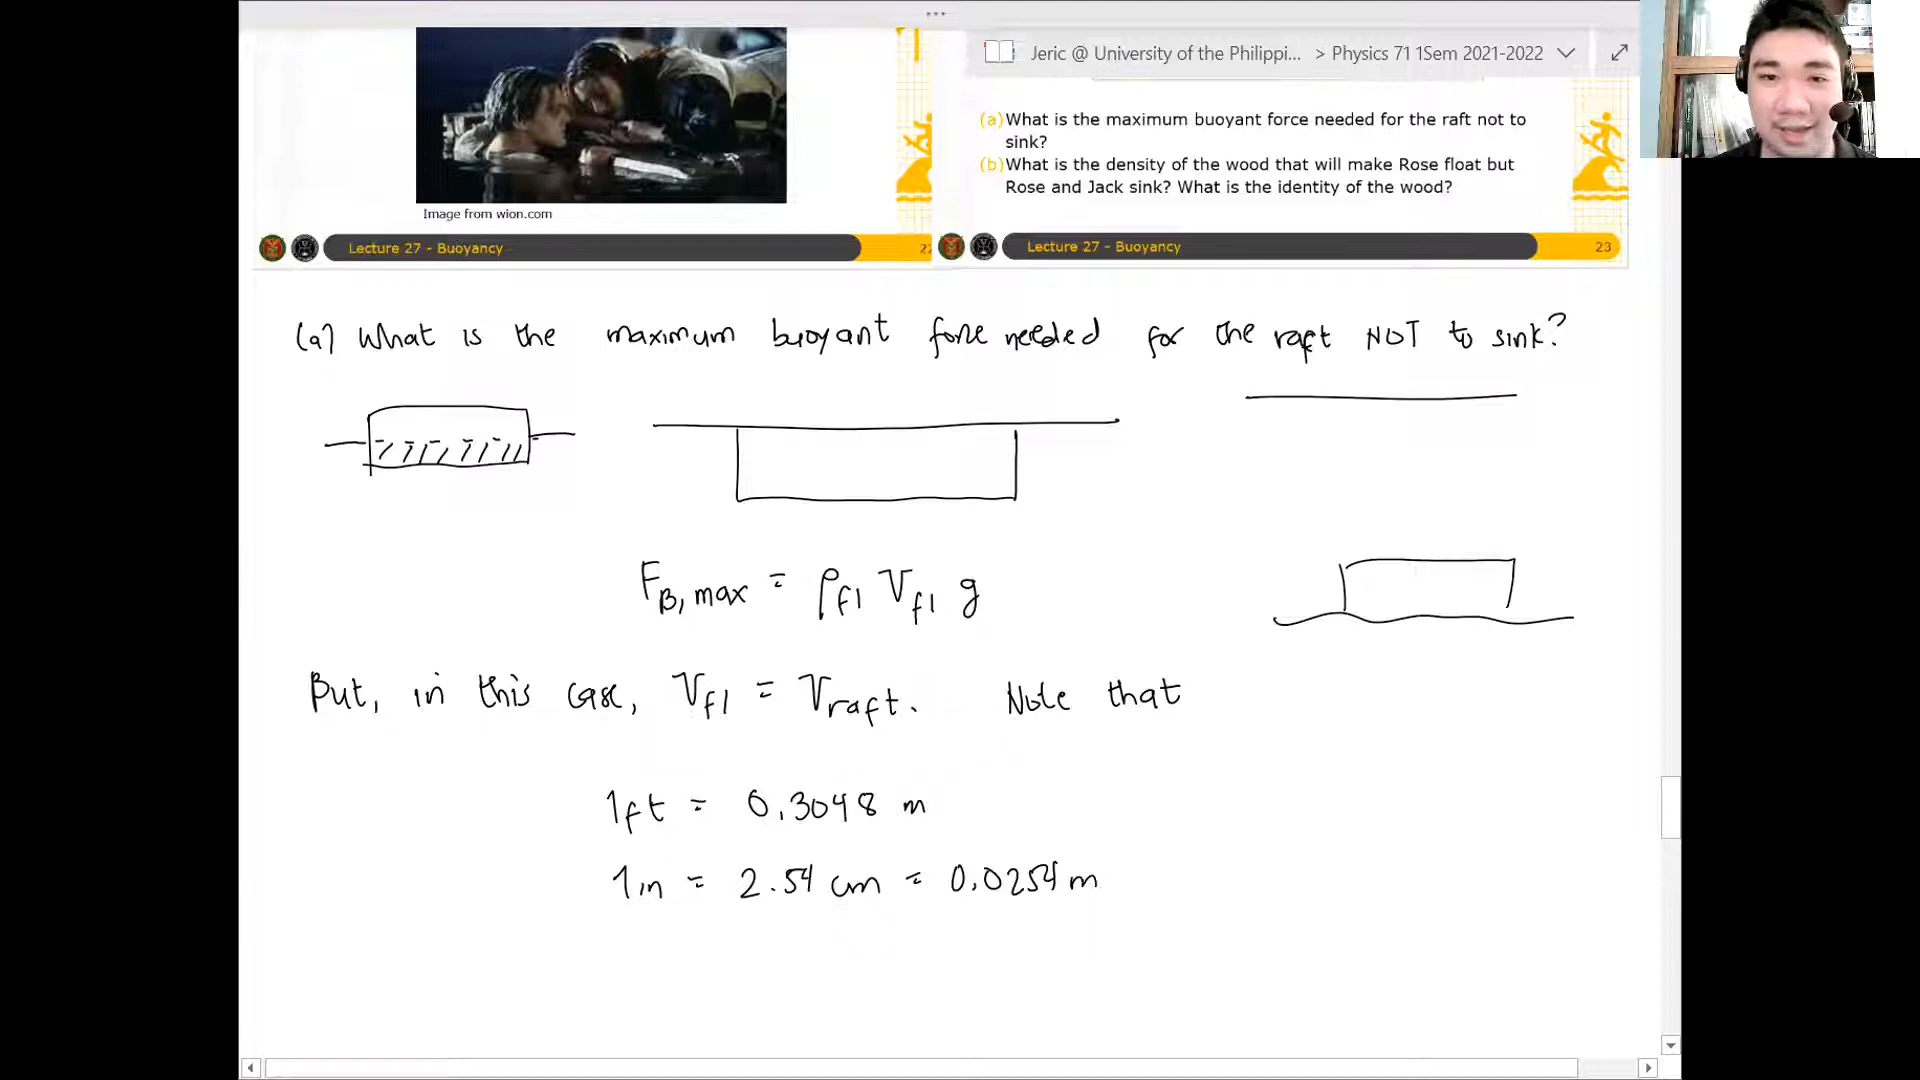 ...
Jeric @ University of the Philippi... > Physics 71 1Sem 2021-2022
(a) What is the maximum buoyant force needed for the raft not to
sink?
(b) What is the density of the wood that will make Rose float but
Rose and Jack sink? What is the identity of the wood?
Image from wion.com
Lecture 27 - Buoyancy
22
Lecture 27 - Buoyancy
23
(a) What is the maximum buoyant force needed for the raft NOT to sink?
F_B,max = ρ_fl V_fl g
But, in this case, V_fl = V_raft. Note that
1ft = 0.3048 m
1in = 2.54 cm = 0.0254 m